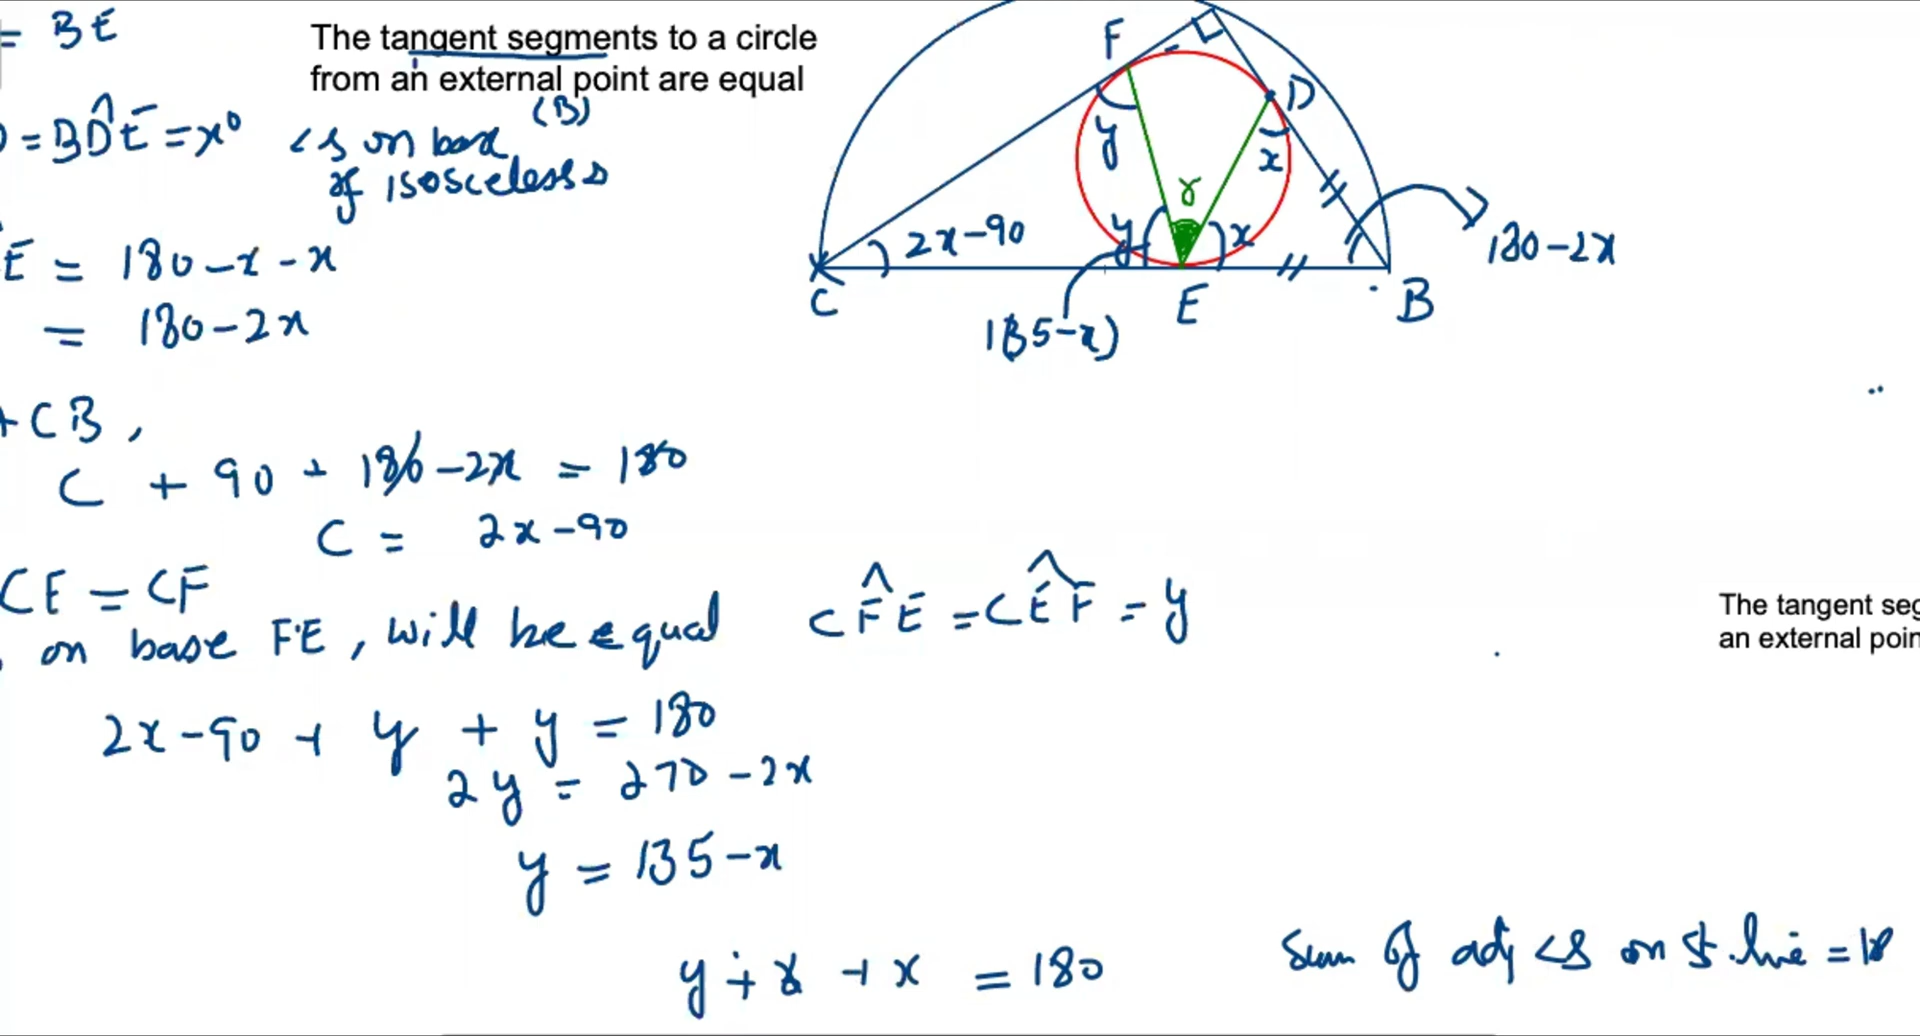 = BE
The tangent segments to a circle
from an external point are equal
(B)
= BD̂E = x° <s on base
of isosceles Δ
E = 180-x-x
= 180-2x
CB,
C + 90 + 180-2x = 180
C = 2x-90
CE = CF
on base FE, will be equal CF̂E = CÊF = y
2x-90 + y + y = 180
2y = 270-2x
y = 135-x
y + γ + x = 180 Sum of adj <s on st. line = 18
F
D
y
x
γ
2x-90
y
x
180-2x
C
E
B
135-x)
The tangent seg
an external poin